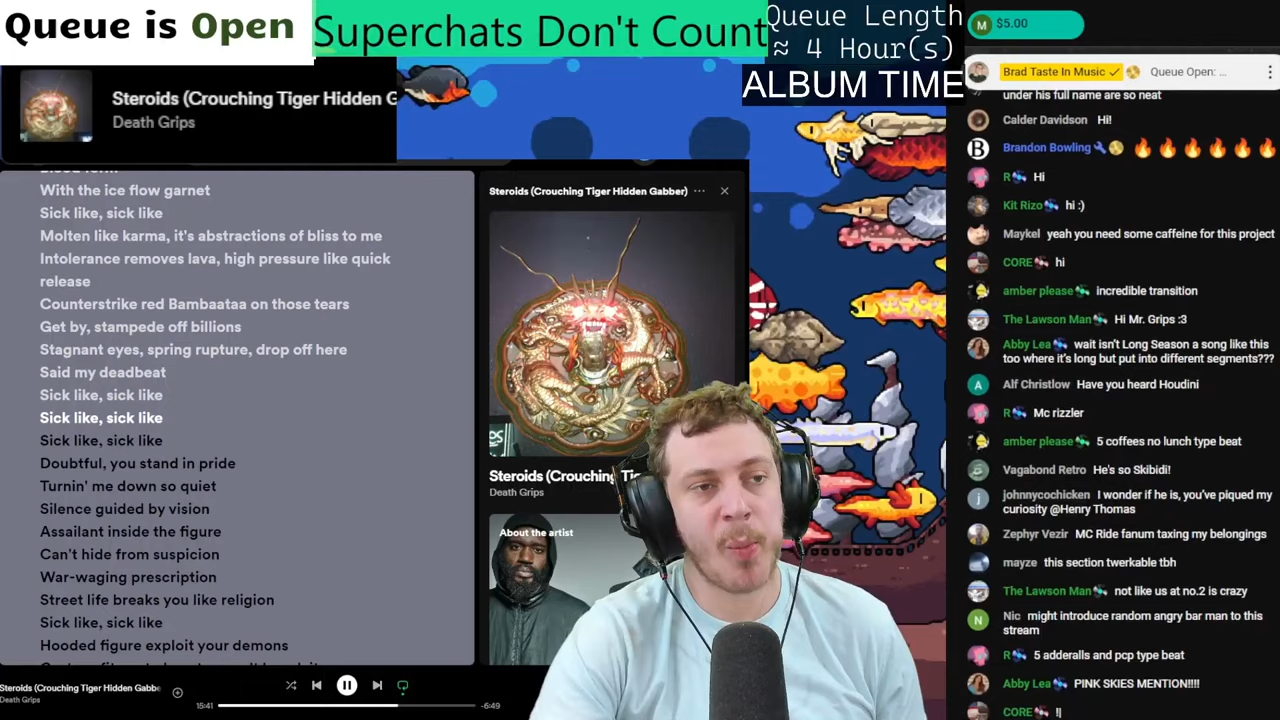 Queue is Open
Superchats Don't Count
Queue Length
≈ 4 Hour(s)
ALBUM TIME
Steroids (Crouching Tiger Hidden G
Death Grips
With the ice flow garnet
Sick like, sick like
Molten like karma, it's abstractions of bliss to me
Intolerance removes lava, high pressure like quick
release
Counterstrike red Bambaataa on those tears
Get by, stampede off billions
Stagnant eyes, spring rupture, drop off here
Said my deadbeat
Sick like, sick like
Sick like, sick like
Sick like, sick like
Doubtful, you stand in pride
Turnin' me down so quiet
Silence guided by vision
Assailant inside the figure
Can't hide from suspicion
War-waging prescription
Street life breaks you like religion
Sick like, sick like
Hooded figure exploit your demons
Steroids (Crouching Tiger Hidden Gabber) ...
Steroids (Crouching Tig
Death Grips
About the artist
Steroids (Crouching Tiger Hidden Gabbe
Death Grips
15:41
-6:49
M $5.00
Brad Taste In Music Queue Open: ...
under his full name are so neat
Calder Davidson Hi!
B Brandon Bowling
R Hi
Kit Rizo hi :)
Maykel yeah you need some caffeine for this project
CORE hi
amber please incredible transition
The Lawson Man Hi Mr. Grips :3
Abby Lea wait isn't Long Season a song like this
too where it's long but put into different segments???
A Alf Christlow Have you heard Houdini
R Mc rizzler
amber please 5 coffees no lunch type beat
Vagabond Retro He's so Skibidi!
j johnnycochicken I wonder if he is, you've piqued my
curiosity @Henry Thomas
Zephyr Vezir MC Ride fanum taxing my belongings
mayze this section twerkable tbh
The Lawson Man not like us at no.2 is crazy
N Nic might introduce random angry bar man to this
stream
R 5 adderalls and pcp type beat
Abby Lea PINK SKIES MENTION!!!!
CORE